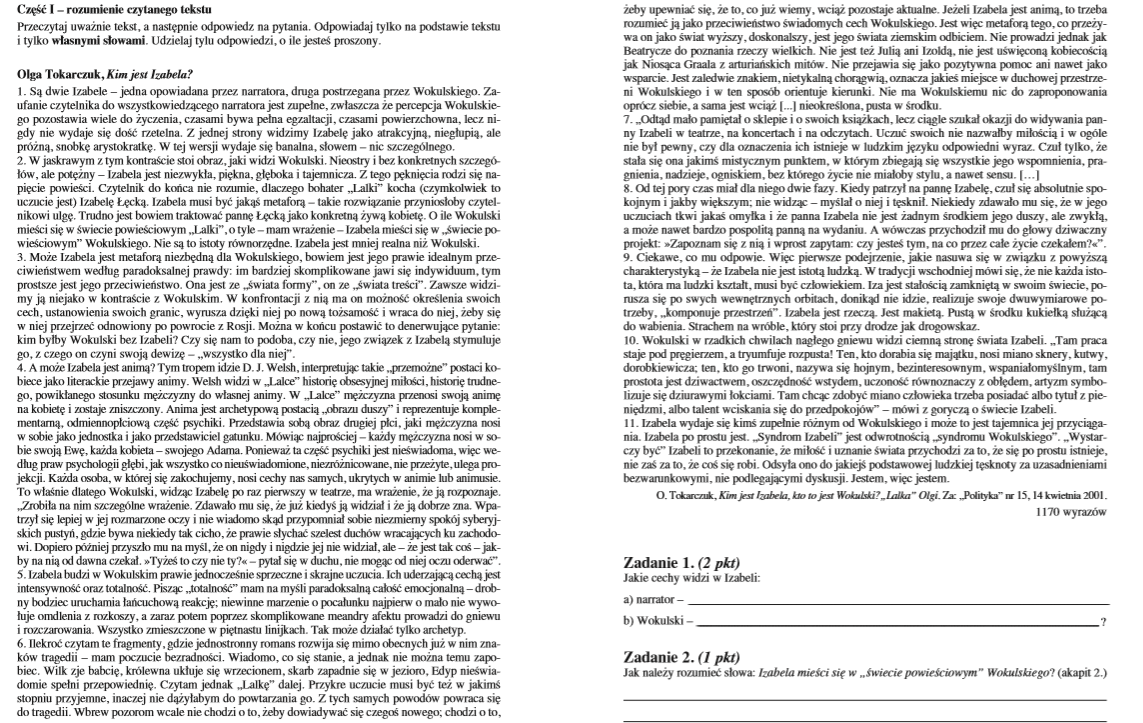 Część I – rozumienie czytanego tekstu
Przeczytaj uważnie tekst, a następnie odpowiedz na pytania. Odpowiadaj tylko na podstawie tekstu
i tylko własnymi słowami. Udzielaj tylu odpowiedzi, o ile jesteś proszony.
Olga Tokarczuk, Kim jest Izabela?
1. Są dwie Izabele – jedna opowiadana przez narratora, druga postrzegana przez Wokulskiego. Za-
ufanie czytelnika do wszystkowiedzącego narratora jest zupełne, zwłaszcza że percepcja Wokulskie-
go pozostawia wiele do życzenia, czasami bywa pełna egzaltacji, czasami powierzchowna, lecz ni-
gdy nie wydaje się dość rzetelna. Z jednej strony widzimy Izabelę jako atrakcyjną, niegłupią, ale
próżną, snobkę arystokratkę. W tej wersji wydaje się banalna, słowem – nic szczególnego.
2. W jaskrawym z tym kontraście stoi obraz, jaki widzi Wokulski. Nieostry i bez konkretnych szczegó-
łów, ale potężny – Izabela jest niezwykła, piękna, głęboka i tajemnicza. Z tego pęknięcia rodzi się na-
pięcie powieści. Czytelnik do końca nie rozumie, dlaczego bohater „Lalki” kocha (czymkolwiek to
uczucie jest) Izabelę Łęcką. Izabela musi być jakąś metaforą – takie rozwiązanie przyniosłoby czytel-
nikowi ulgę. Trudno jest bowiem traktować pannę Łęcką jako konkretną żywą kobietę. O ile Wokulski
mieści się w świecie powieściowym „Lalki”, o tyle – mam wrażenie – Izabela mieści się w „świecie po-
wieściowym” Wokulskiego. Nie są to istoty równorzędne. Izabela jest mniej realna niż Wokulski.
3. Może Izabela jest metaforą niezbędną dla Wokulskiego, bowiem jest jego prawie idealnym prze-
ciwieństwem według paradoksalnej prawdy: im bardziej skomplikowane jawi się indywiduum, tym
prostsze jest jego przeciwieństwo. Ona jest ze „świata formy”, on ze „świata treści”. Zawsze widzi-
my ją niejako w kontraście z Wokulskim. W konfrontacji z nią ma on możność określenia swoich
cech, ustanowienia swoich granic, wyrusza dzięki niej po nową tożsamość i wraca do niej, żeby się
w niej przejrzeć odnowiony po powrocie z Rosji. Można w końcu postawić to denerwujące pytanie:
kim byłby Wokulski bez Izabeli? Czy się nam to podoba, czy nie, jego związek z Izabelą stymuluje
go, z czego on czyni swoją dewizę – „wszystko dla niej”.
4. A może Izabela jest animą? Tym tropem idzie D. J. Welsh, interpretując takie „przemożne” postaci ko-
biece jako literackie przejawy animy. Welsh widzi w „Lalce” historię obsesyjnej miłości, historię trudne-
go, powikłanego stosunku mężczyzny do własnej animy. W „Lalce” mężczyzna przenosi swoją animę
na kobietę i zostaje zniszczony. Anima jest archetypową postacią „obrazu duszy” i reprezentuje komple-
mentarną, odmiennopłciową część psychiki. Przedstawia sobą obraz drugiej płci, jaki mężczyzna nosi
w sobie jako jednostka i jako przedstawiciel gatunku. Mówiąc najprościej – każdy mężczyzna nosi w so-
bie swoją Ewę, każda kobieta – swojego Adama. Ponieważ ta część psychiki jest nieświadoma, więc we-
dług praw psychologii głębi, jak wszystko co nieuświadomione, niezróżnicowane, nie przeżyte, ulega pro-
jekcji. Każda osoba, w której się zakochujemy, nosi cechy nas samych, ukrytych w animie lub animusie.
To właśnie dlatego Wokulski, widząc Izabelę po raz pierwszy w teatrze, ma wrażenie, że ją rozpoznaje.
„Zrobiła na nim szczególne wrażenie. Zdawało mu się, że już kiedyś ją widział i że ją dobrze zna. Wpa-
trzył się lepiej w jej rozmarzone oczy i nie wiadomo skąd przypomniał sobie niezmierny spokój syberyj-
skich pustyń, gdzie bywa niekiedy tak cicho, że prawie słychać szelest duchów wracających ku zachodo-
wi. Dopiero później przyszło mu na myśl, że on nigdy i nigdzie jej nie widział, ale – że jest tak coś – jak-
by na nią od dawna czekał. »Tyżeś to czy nie ty?« – pytał się w duchu, nie mogąc od niej oczu oderwać”.
5. Izabela budzi w Wokulskim prawie jednocześnie sprzeczne i skrajne uczucia. Ich uderzającą cechą jest
intensywność oraz totalność. Pisząc „totalność” mam na myśli paradoksalną całość emocjonalną – drob-
ny bodziec uruchamia łańcuchową reakcję; niewinne marzenie o pocałunku najpierw o mało nie wywo-
łuje omdlenia z rozkoszy, a zaraz potem poprzez skomplikowane meandry afektu prowadzi do gniewu
i rozczarowania. Wszystko zmieszczone w piętnastu linijkach. Tak może działać tylko archetyp.
6. Ilekroć czytam te fragmenty, gdzie jednostronny romans rozwija się mimo obecnych już w nim zna-
ków tragedii – mam poczucie bezradności. Wiadomo, co się stanie, a jednak nie można temu zapo-
biec. Wilk zje babcię, królewna ukłuje się wrzecionem, skarb zapadnie się w jezioro, Edyp nieświa-
domie spełni przepowiednię. Czytam jednak „Lalkę” dalej. Przykre uczucie musi być też w jakimś
stopniu przyjemne, inaczej nie dążyłabym do powtarzania go. Z tych samych powodów powraca się
do tragedii. Wbrew pozorom wcale nie chodzi o to, żeby dowiadywać się czegoś nowego; chodzi o to,
żeby upewniać się, że to, co już wiemy, wciąż pozostaje aktualne. Jeżeli Izabela jest animą, to trzeba
rozumieć ją jako przeciwieństwo świadomych cech Wokulskiego. Jest więc metaforą tego, co przeży-
wa on jako świat wyższy, doskonalszy, jest jego świata ziemskim odbiciem. Nie prowadzi jednak jak
Beatrycze do poznania rzeczy wielkich. Nie jest też Julią ani Izoldą, nie jest uświęconą kobiecością
jak Niosąca Graala z arturiańskich mitów. Nie przejawia się jako pozytywna pomoc ani nawet jako
wsparcie. Jest zaledwie znakiem, nietykalną chorągwią, oznacza jakieś miejsce w duchowej przestrze-
ni Wokulskiego i w ten sposób orientuje kierunki. Nie ma Wokulskiemu nic do zaproponowania
oprócz siebie, a sama jest wciąż [...] nieokreślona, pusta w środku.
7. „Odtąd mało pamiętał o sklepie i o swoich książkach, lecz ciągle szukał okazji do widywania pan-
ny Izabeli w teatrze, na koncertach i na odczytach. Uczuć swoich nie nazwałby miłością i w ogóle
nie był pewny, czy dla oznaczenia ich istnieje w ludzkim języku odpowiedni wyraz. Czuł tylko, że
stała się ona jakimś mistycznym punktem, w którym zbiegają się wszystkie jego wspomnienia, pra-
gnienia, nadzieje, ogniskiem, bez którego życie nie miałoby stylu, a nawet sensu. […]
8. Od tej pory czas miał dla niego dwie fazy. Kiedy patrzył na pannę Izabelę, czuł się absolutnie spo-
kojnym i jakby większym; nie widząc – myślał o niej i tęsknił. Niekiedy zdawało mu się, że w jego
uczuciach tkwi jakaś omyłka i że panna Izabela nie jest żadnym środkiem jego duszy, ale zwykłą,
a może nawet bardzo pospolitą panną na wydaniu. A wówczas przychodził mu do głowy dziwaczny
projekt: »Zapoznam się z nią i wprost zapytam: czy jesteś tym, na co przez całe życie czekałem?«”.
9. Ciekawe, co mu odpowie. Więc pierwsze podejrzenie, jakie nasuwa się w związku z powyższą
charakterystyką – że Izabela nie jest istotą ludzką. W tradycji wschodniej mówi się, że nie każda isto-
ta, która ma ludzki kształt, musi być człowiekiem. Iza jest stałością zamkniętą w swoim świecie, po-
rusza się po swych wewnętrznych orbitach, donikąd nie idzie, realizuje swoje dwuwymiarowe po-
trzeby, „komponuje przestrzeń”. Izabela jest rzeczą. Jest makietą. Pustą w środku kukiełką służącą
do wabienia. Strachem na wróble, który stoi przy drodze jak drogowskaz.
10. Wokulski w rzadkich chwilach nagłego gniewu widzi ciemną stronę świata Izabeli. „Tam praca
staje pod pręgierzem, a tryumfuje rozpusta! Ten, kto dorabia się majątku, nosi miano sknery, kutwy,
dorobkiewicza; ten, kto go trwoni, nazywa się hojnym, bezinteresownym, wspaniałomyślnym, tam
prostota jest dziwactwem, oszczędność wstydem, uczoność równoznaczy z obłędem, artyzm symbo-
lizuje się dziurawymi łokciami. Tam chcąc zdobyć miano człowieka trzeba posiadać albo tytuł z pie-
niędzmi, albo talent wciskania się do przedpokojów” – mówi z goryczą o świecie Izabeli.
11. Izabela wydaje się kimś zupełnie różnym od Wokulskiego i może to jest tajemnica jej przyciąga-
nia. Izabela po prostu jest. „Syndrom Izabeli” jest odwrotnością „syndromu Wokulskiego”. „Wystar-
czy być” Izabeli to przekonanie, że miłość i uznanie świata przychodzi za to, że się po prostu istnieje,
nie zaś za to, że coś się robi. Odsyła ono do jakiejś podstawowej ludzkiej tęsknoty za uzasadnieniami
bezwarunkowymi, nie podlegającymi dyskusji. Jestem, więc jestem.
O. Tokarczuk, Kim jest Izabela, kto to jest Wokulski? „Lalka” Olgi. Za: „Polityka” nr 15, 14 kwietnia 2001.
1170 wyrazów
Zadanie 1. (2 pkt)
Jakie cechy widzi w Izabeli:
a) narrator –
b) Wokulski – ?
Zadanie 2. (1 pkt)
Jak należy rozumieć słowa: Izabela mieści się w „świecie powieściowym” Wokulskiego? (akapit 2.)